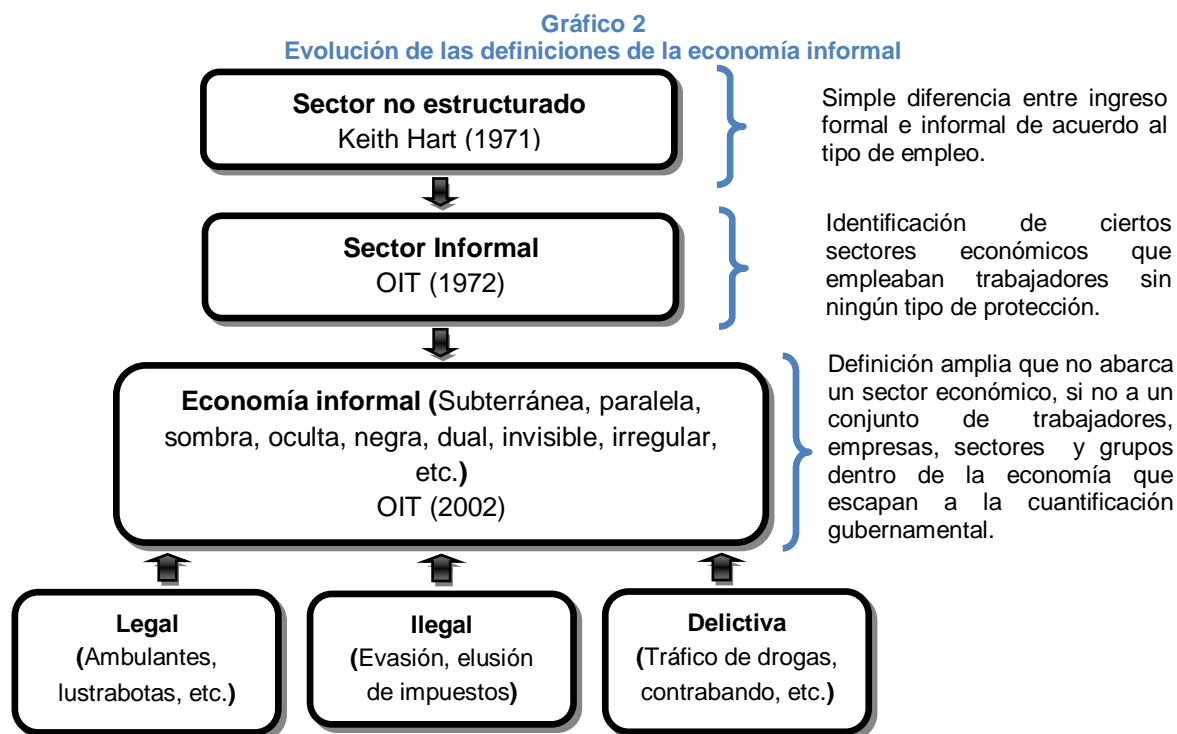 Gráfico 2
Evolución de las definiciones de la economía informal
Sector no estructurado
Keith Hart (1971)
Simple diferencia entre ingreso
formal e informal de acuerdo al
tipo de empleo.
Sector Informal
OIT (1972)
Identificación de ciertos
sectores económicos que
empleaban trabajadores sin
ningún tipo de protección.
Economía informal (Subterránea, paralela,
sombra, oculta, negra, dual, invisible, irregular,
etc.)
OIT (2002)
Definición amplia que no abarca
un sector económico, si no a un
conjunto de trabajadores,
empresas, sectores y grupos
dentro de la economía que
escapan a la cuantificación
gubernamental.
Legal
(Ambulantes,
lustrabotas, etc.)
Ilegal
(Evasión, elusión
de impuestos)
Delictiva
(Tráfico de drogas,
contrabando, etc.)